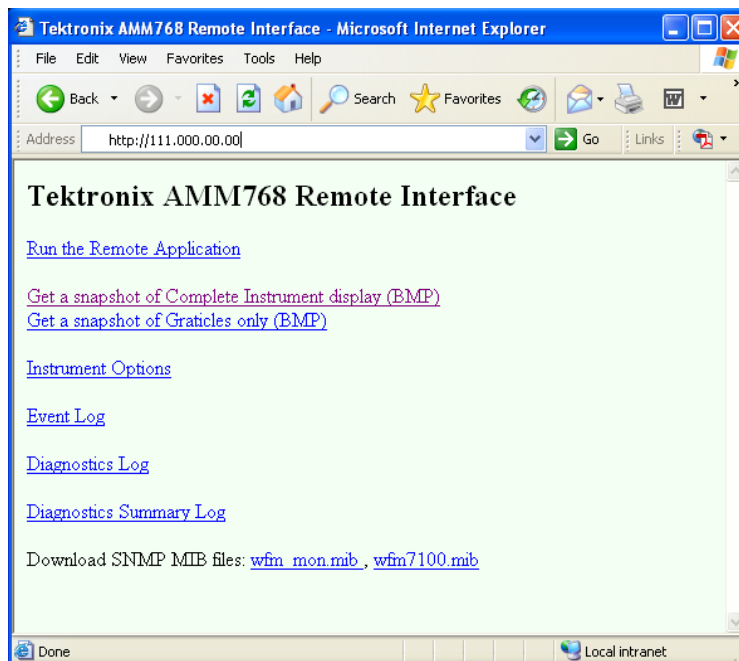 Tektronix AMM768 Remote Interface - Microsoft Internet Explorer
File Edit View Favorites Tools Help
Back Search Favorites
Address http://111.000.00.00 Go Links
Tektronix AMM768 Remote Interface
Run the Remote Application
Get a snapshot of Complete Instrument display (BMP)
Get a snapshot of Graticles only (BMP)
Instrument Options
Event Log
Diagnostics Log
Diagnostics Summary Log
Download SNMP MIB files: wfm_mon.mib , wfm7100.mib
Done Local intranet